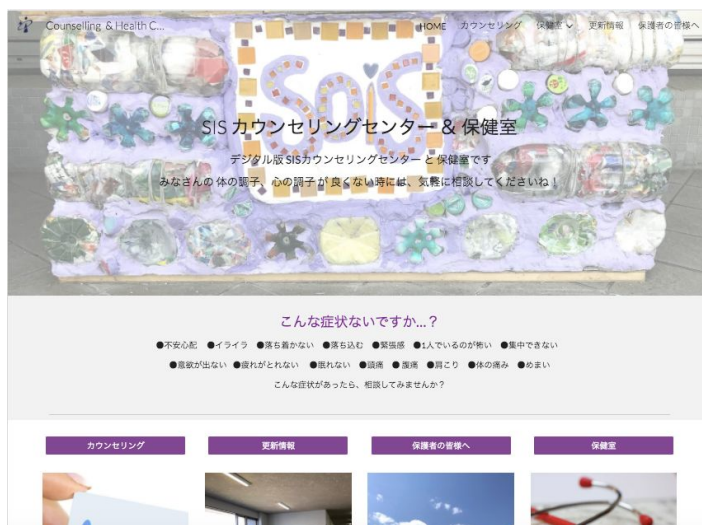 Counselling & Health C...
HOME カウンセリング 保健室 更新情報 保護者の皆様へ
SOIS
SIS カウンセリングセンター & 保健室
デジタル版 SISカウンセリングセンター と 保健室です
みなさんの 体の調子、心の調子 が 良くない時には、気軽に相談してくださいね！
こんな症状ないですか...？
●不安心配 ●イライラ ●落ち着かない ●落ち込む ●緊張感 ●1人でいるのが怖い ●集中できない
●意欲が出ない ●疲れがとれない ●眠れない ●頭痛 ● 腹痛 ●肩こり ●体の痛み ●めまい
こんな症状があったら、相談してみませんか？
カウンセリング
更新情報
保護者の皆様へ
保健室